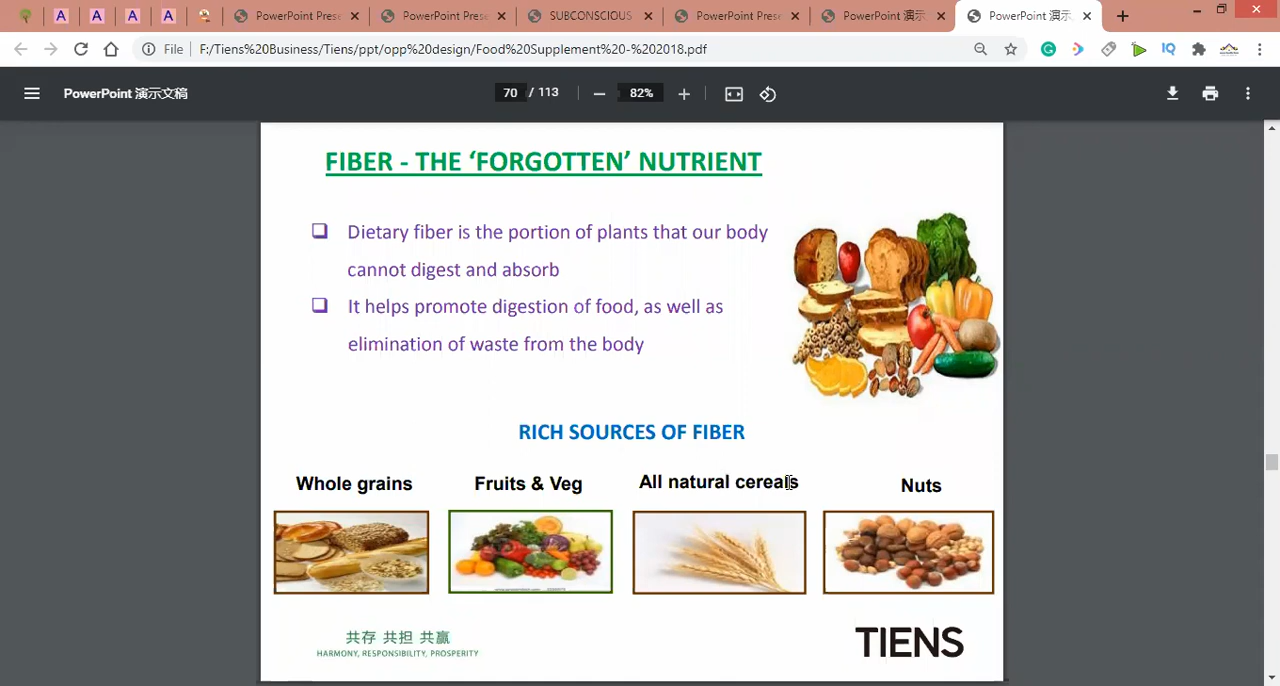 A
A
A
A
PowerPoint Prese
PowerPoint Prese
SUBCONSCIOUS
PowerPoint Prese
PowerPoint 演示
PowerPoint 演示
File
F:/Tiens%20Business/Tiens/ppt/opp%20design/Food%20Supplement%20-%202018.pdf
IQ
PowerPoint 演示文稿
70 / 113
82%
FIBER - THE ‘FORGOTTEN’ NUTRIENT
Dietary fiber is the portion of plants that our body
cannot digest and absorb
It helps promote digestion of food, as well as
elimination of waste from the body
RICH SOURCES OF FIBER
Whole grains
Fruits & Veg
All natural cereals
Nuts
共存 共担 共赢
HARMONY, RESPONSIBILITY, PROSPERITY
TIENS